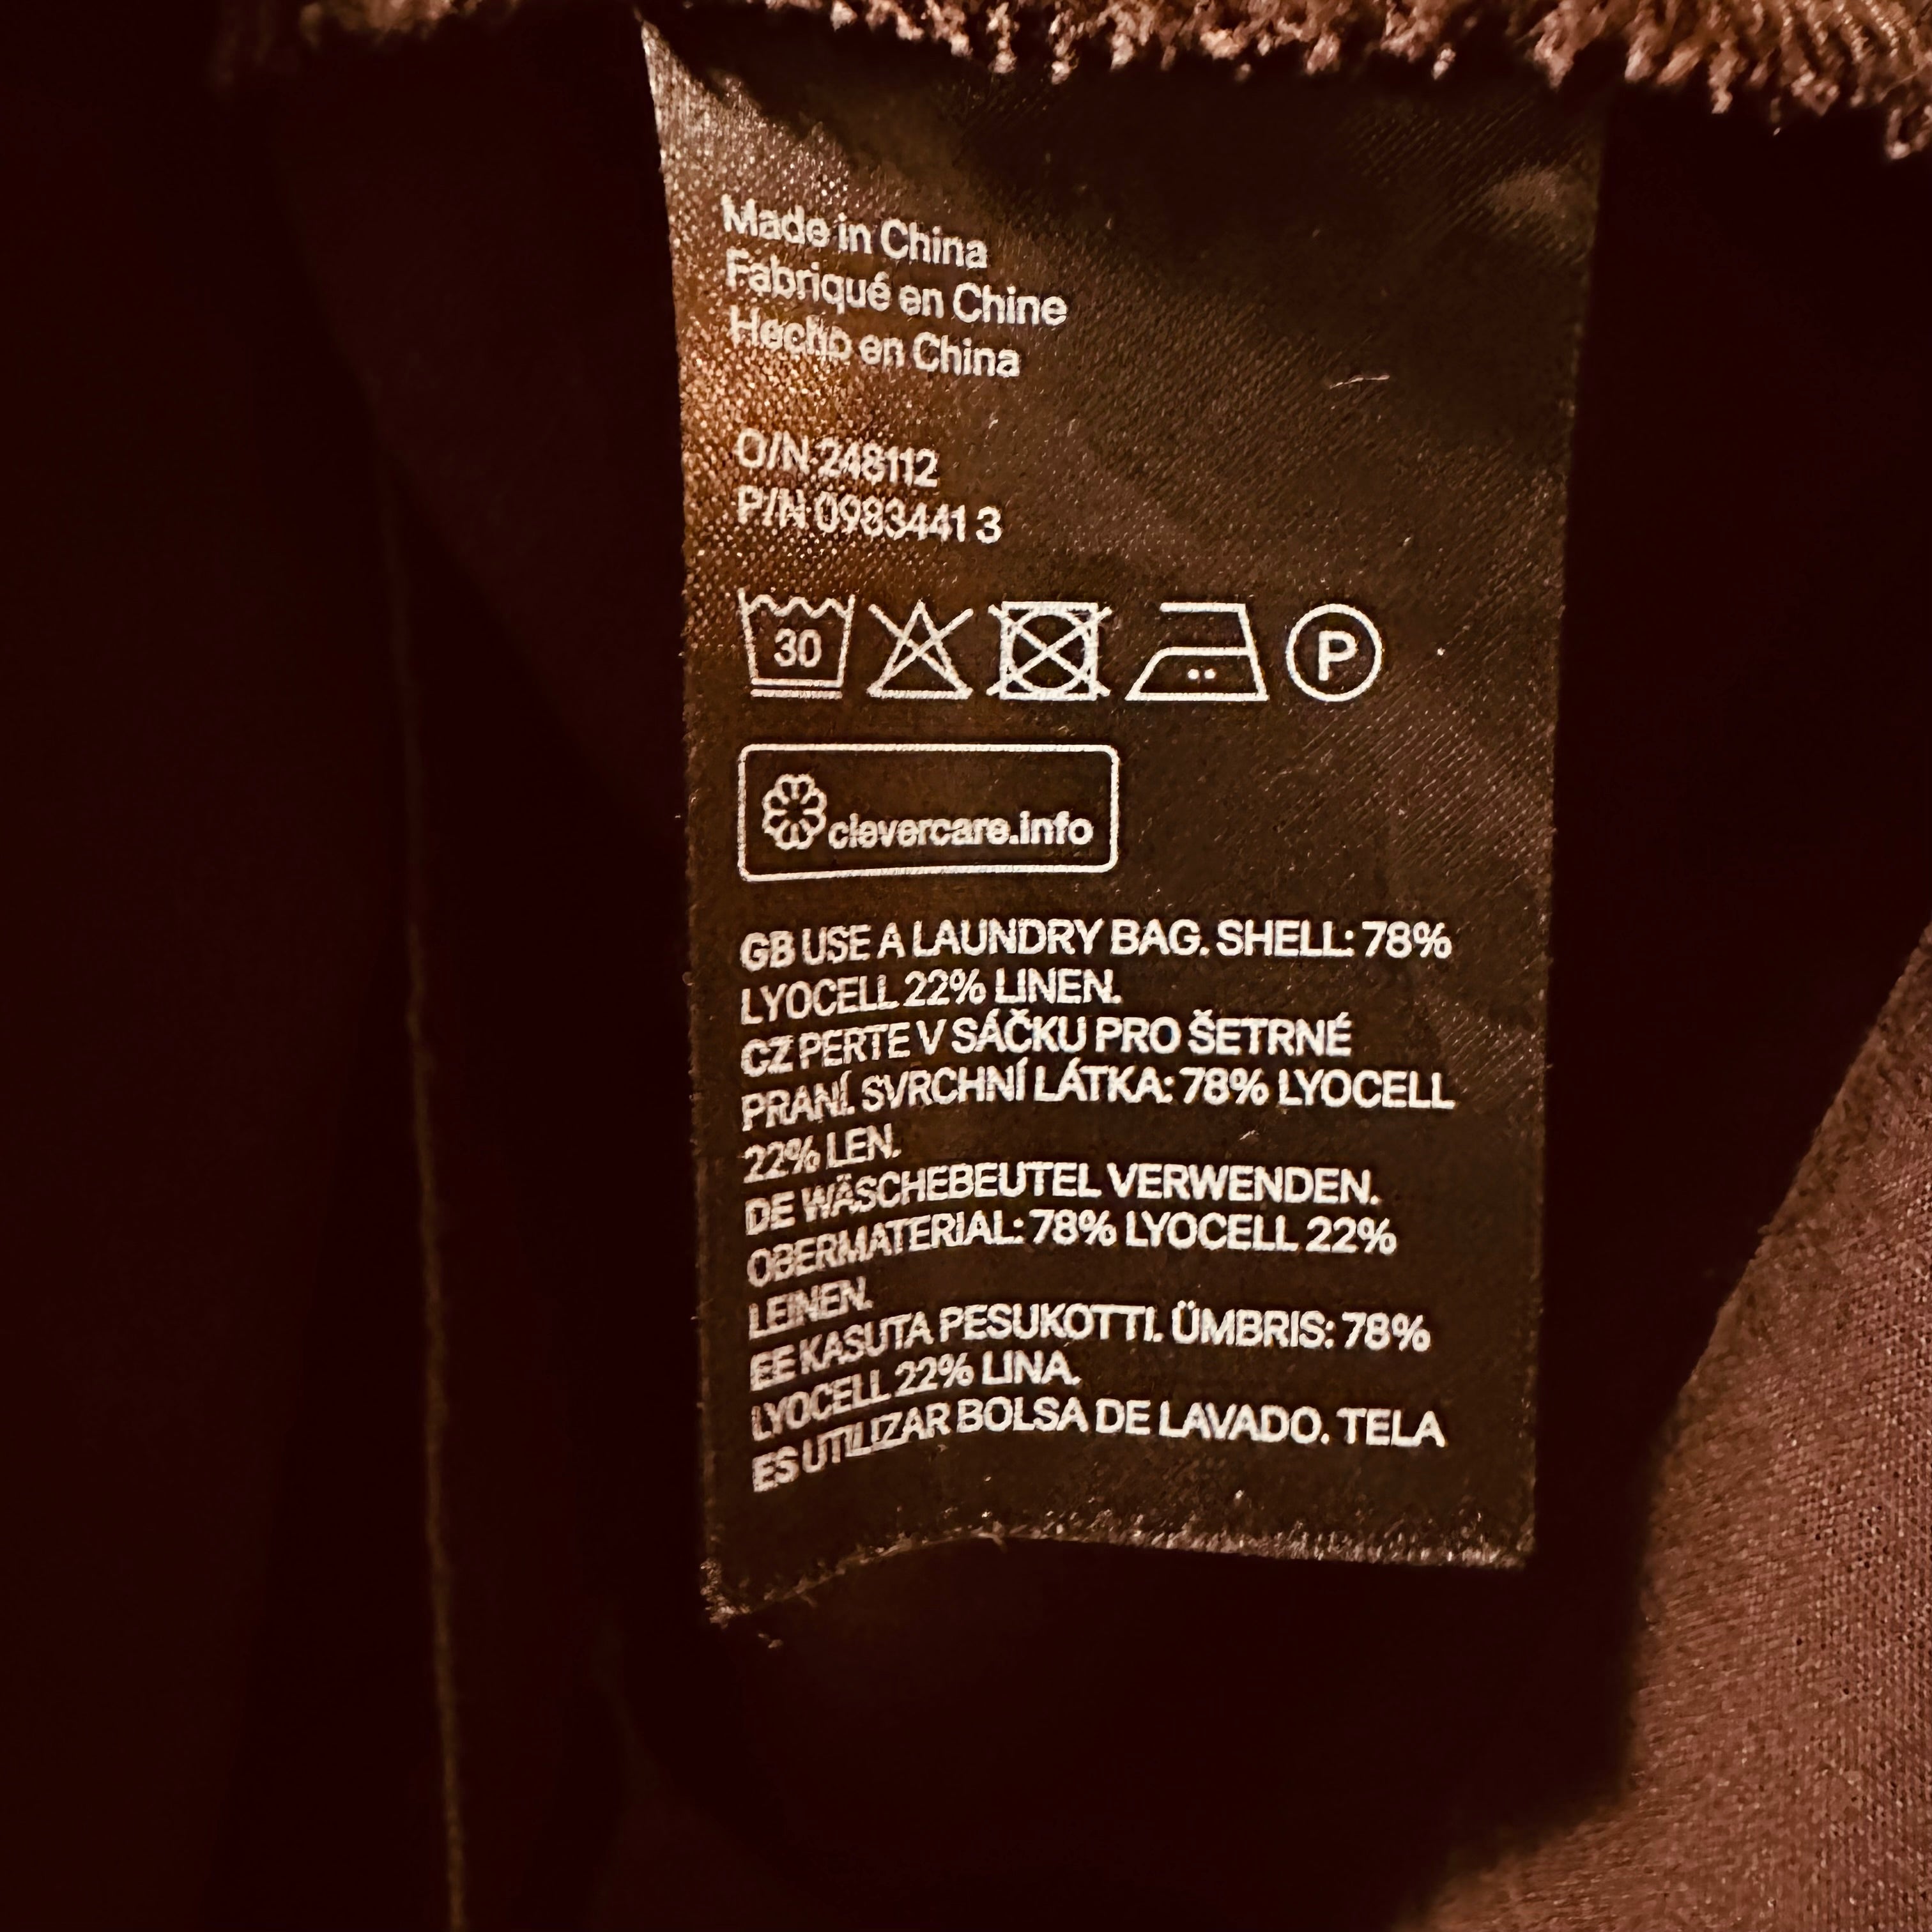 Made in China
Fabriqué en Chine
Hecho en China
O/N:248112
P/N:0983441 3
30
P
clevercare.info
GB USE A LAUNDRY BAG. SHELL: 78%
LYOCELL 22% LINEN.
CZ PERTE V SÁČKU PRO ŠETRNÉ
PRANÍ. SVRCHNÍ LÁTKA: 78% LYOCELL
22% LEN.
DE WÄSCHEBEUTEL VERWENDEN.
OBERMATERIAL: 78% LYOCELL 22%
LEINEN.
EE KASUTA PESUKOTTI. ÜMBRIS: 78%
LYOCELL 22% LINA.
ES UTILIZAR BOLSA DE LAVADO. TELA